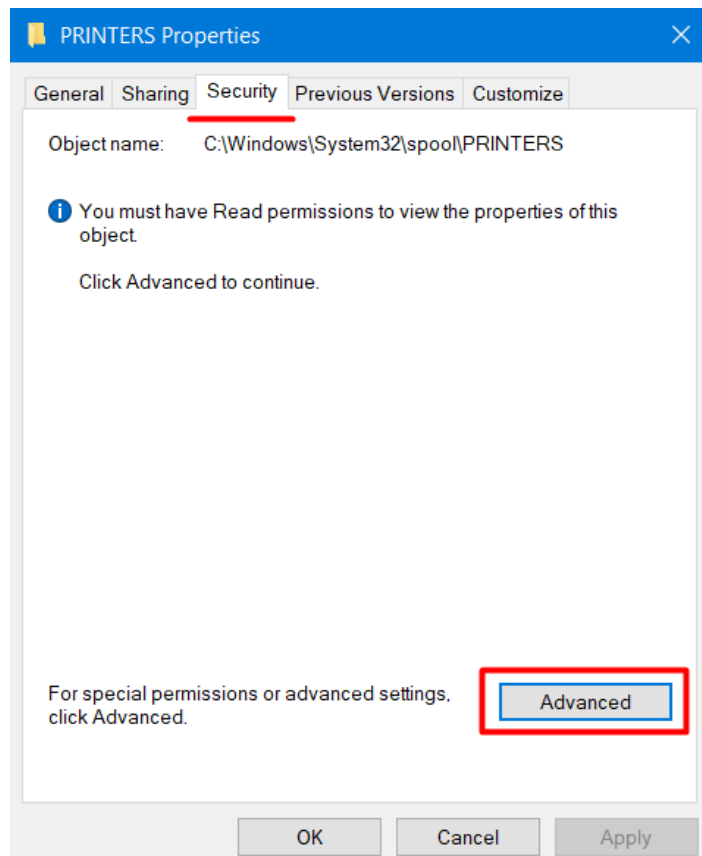 PRINTERS Properties
General Sharing Security Previous Versions Customize
Object name: C:\Windows\System32\spool\PRINTERS
You must have Read permissions to view the properties of this
object.
Click Advanced to continue.
For special permissions or advanced settings,
click Advanced.
Advanced
OK Cancel Apply